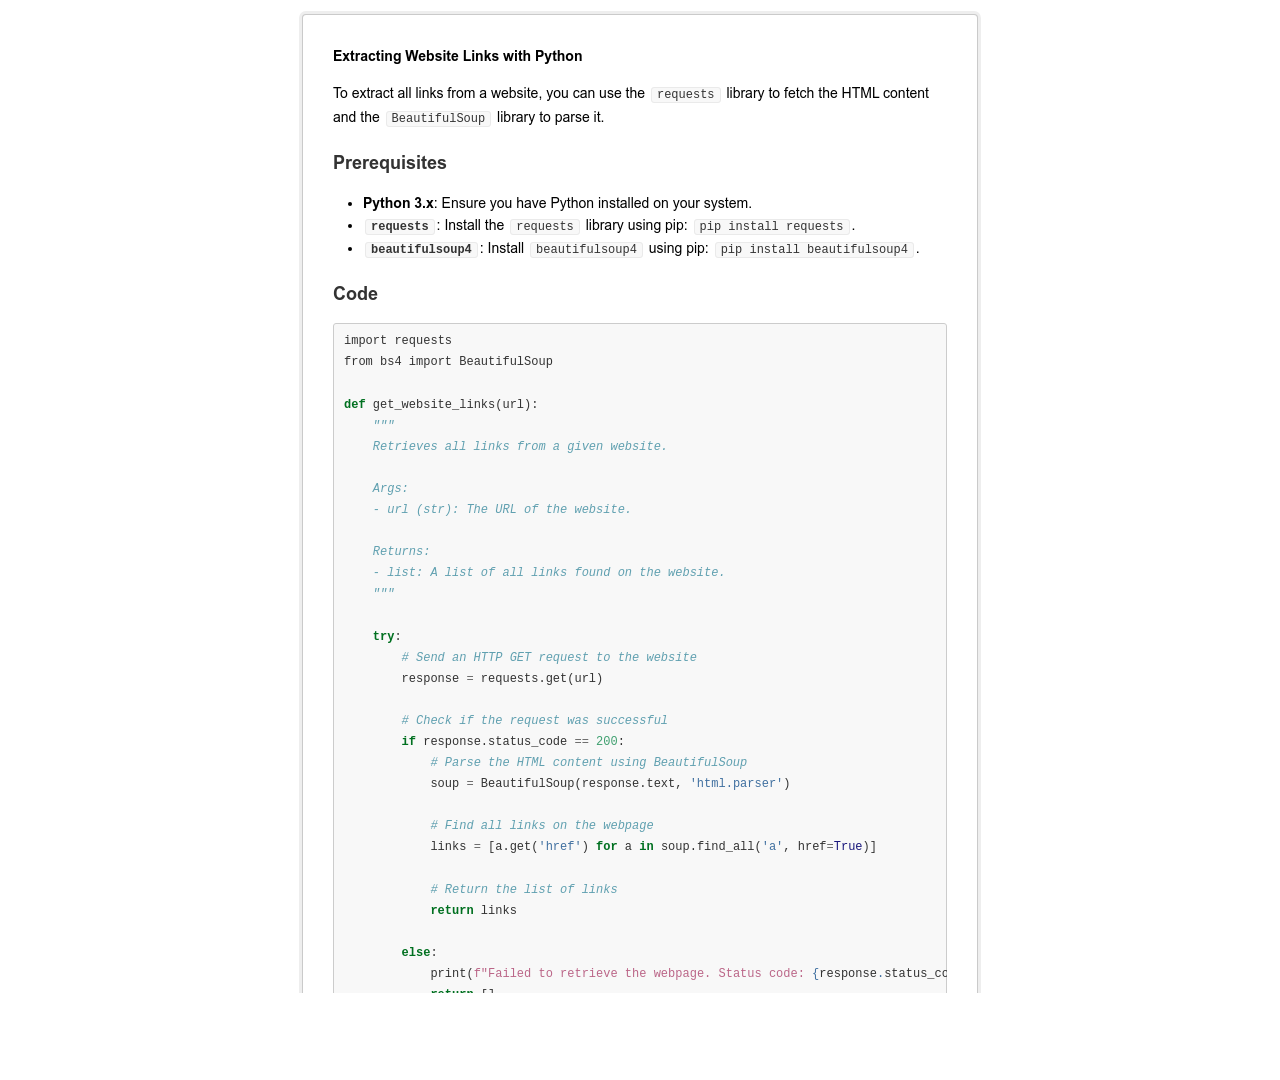 Extracting Website Links with Python
To extract all links from a website, you can use the requests library to fetch the HTML content
and the BeautifulSoup library to parse it.
Prerequisites
• Python 3.x: Ensure you have Python installed on your system.
• requests: Install the requests library using pip: pip install requests.
• beautifulsoup4: Install beautifulsoup4 using pip: pip install beautifulsoup4.
Code
import requests
from bs4 import BeautifulSoup
def get_website_links(url):
    """
    Retrieves all links from a given website.
    Args:
    - url (str): The URL of the website.
    Returns:
    - list: A list of all links found on the website.
    """
    try:
        # Send an HTTP GET request to the website
        response = requests.get(url)
        # Check if the request was successful
        if response.status_code == 200:
            # Parse the HTML content using BeautifulSoup
            soup = BeautifulSoup(response.text, 'html.parser')
            # Find all links on the webpage
            links = [a.get('href') for a in soup.find_all('a', href=True)]
            # Return the list of links
            return links
        else:
            print(f"Failed to retrieve the webpage. Status code: {response.status_co
            return []